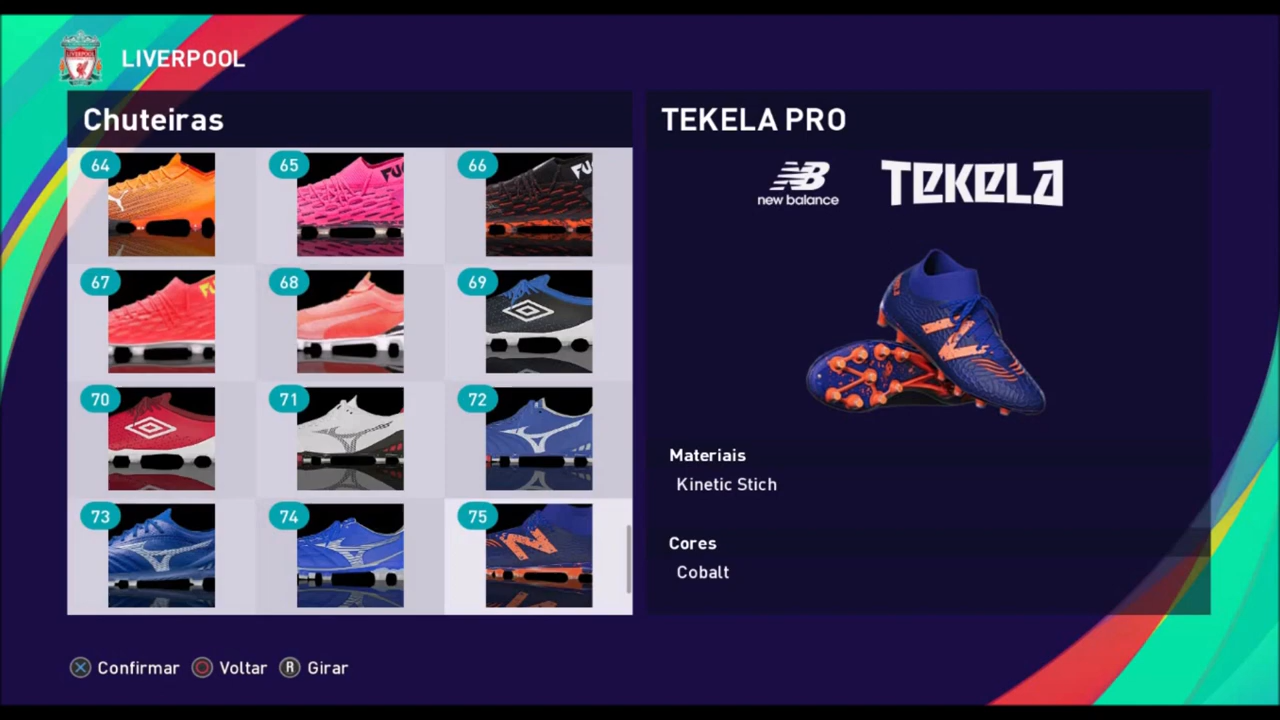 LIVERPOOL
Chuteiras
64
65
66
67
68
69
70
71
72
73
74
75
TEKELA PRO
NB
new balance
TEKELA
Materiais
Kinetic Stich
Cores
Cobalt
Confirmar
Voltar
R Girar